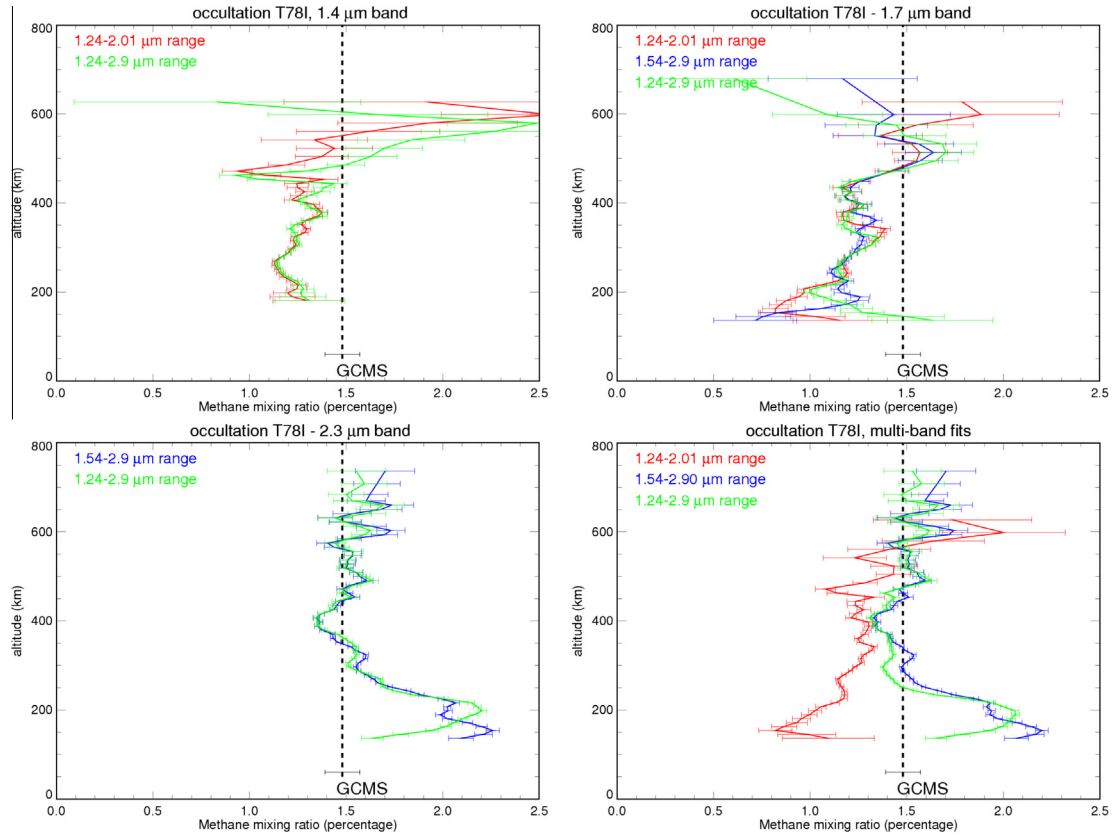 occultation T78I, 1.4 μm band
800
600
400
200
0
altitude (km)
1.24-2.01 μm range
1.24-2.9 μm range
GCMS
0.0 0.5 1.0 1.5 2.0 2.5
Methane mixing ratio (percentage)
occultation T78I - 1.7 μm band
800
600
400
200
0
altitude (km)
1.24-2.01 μm range
1.54-2.9 μm range
1.24-2.9 μm range
GCMS
0.0 0.5 1.0 1.5 2.0 2.5
Methane mixing ratio (percentage)
occultation T78I - 2.3 μm band
800
600
400
200
0
altitude (km)
1.54-2.9 μm range
1.24-2.9 μm range
GCMS
0.0 0.5 1.0 1.5 2.0 2.5
Methane mixing ratio (percentage)
occultation T78I, multi-band fits
800
600
400
200
0
altitude (km)
1.24-2.01 μm range
1.54-2.90 μm range
1.24-2.9 μm range
GCMS
0.0 0.5 1.0 1.5 2.0 2.5
Methane mixing ratio (percentage)